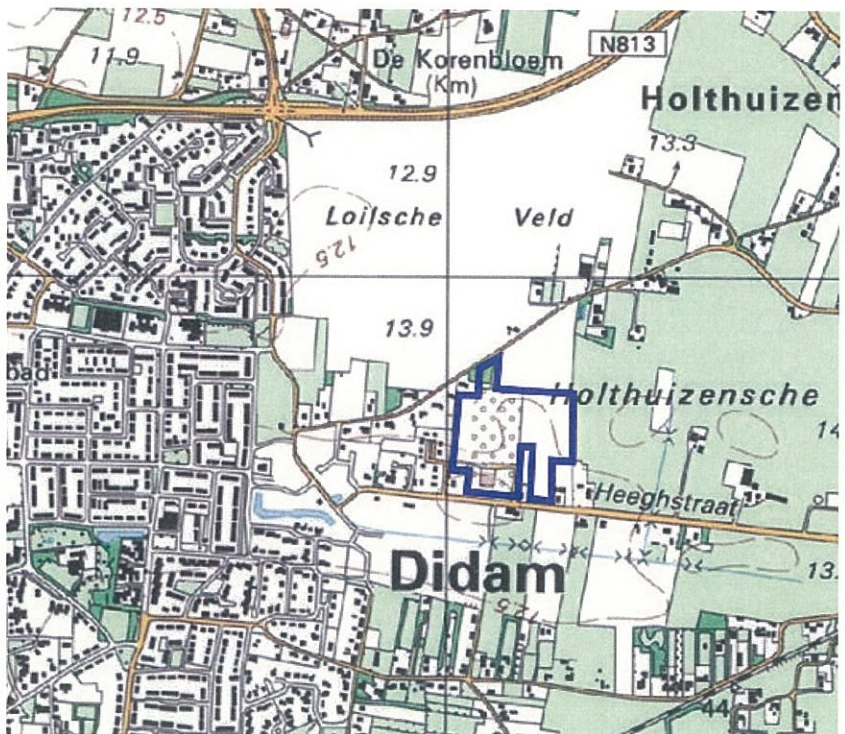 12.5
11.9
De Korenbloem
(Km)
N813
Holthuizen
13.3
12.9
Loilsche Veld
12.5
13.9
bad
Holthuizensche
14
Heeghstraat
Didam
13.
12.5
44